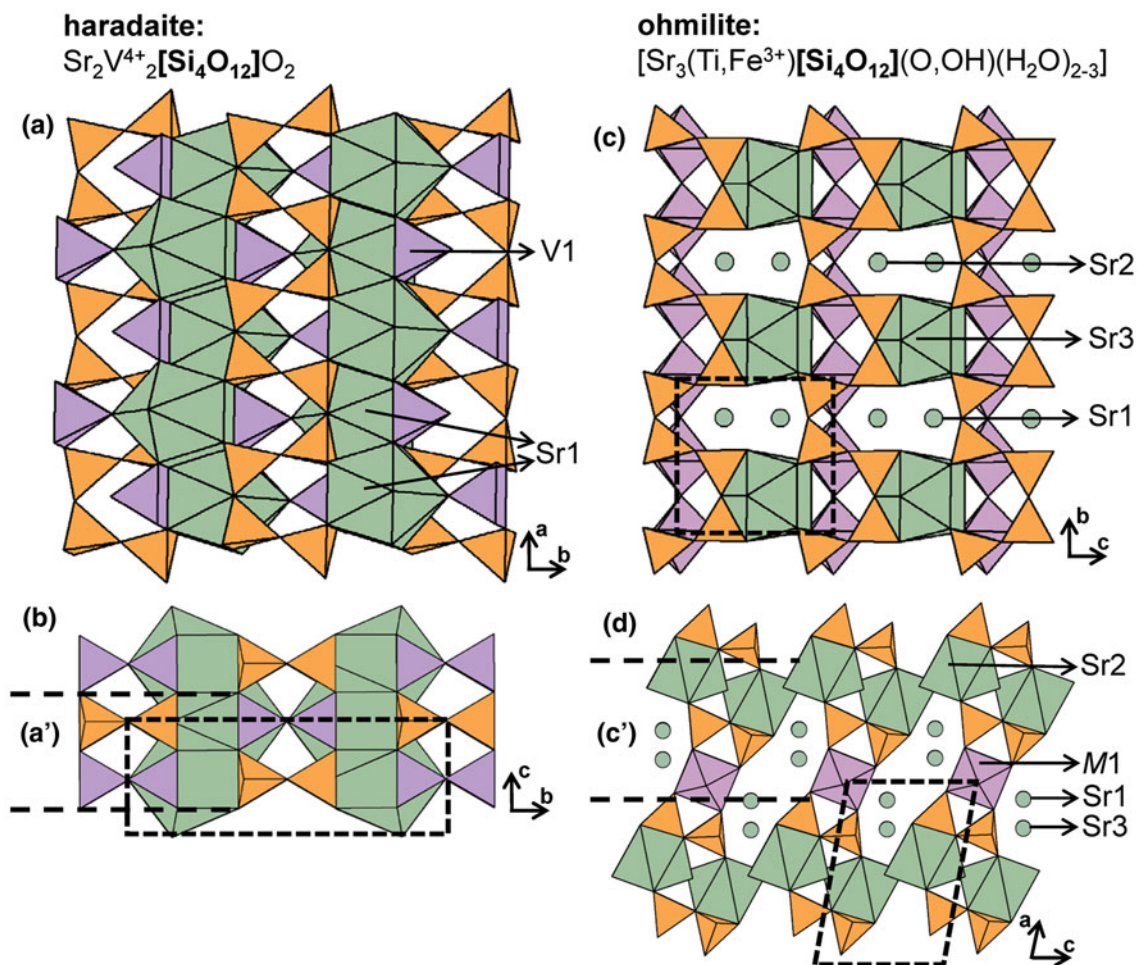 haradaite:
Sr₂V⁴⁺₂[Si₄O₁₂]O₂
ohmilite:
[Sr₃(Ti,Fe³⁺)[Si₄O₁₂](O,OH)(H₂O)₂₋₃]
(a)
V1
Sr1
a
b
(c)
Sr2
Sr3
Sr1
b
c
(b)
(a')
c
b
(d)
Sr2
(c')
M1
Sr1
Sr3
a
c